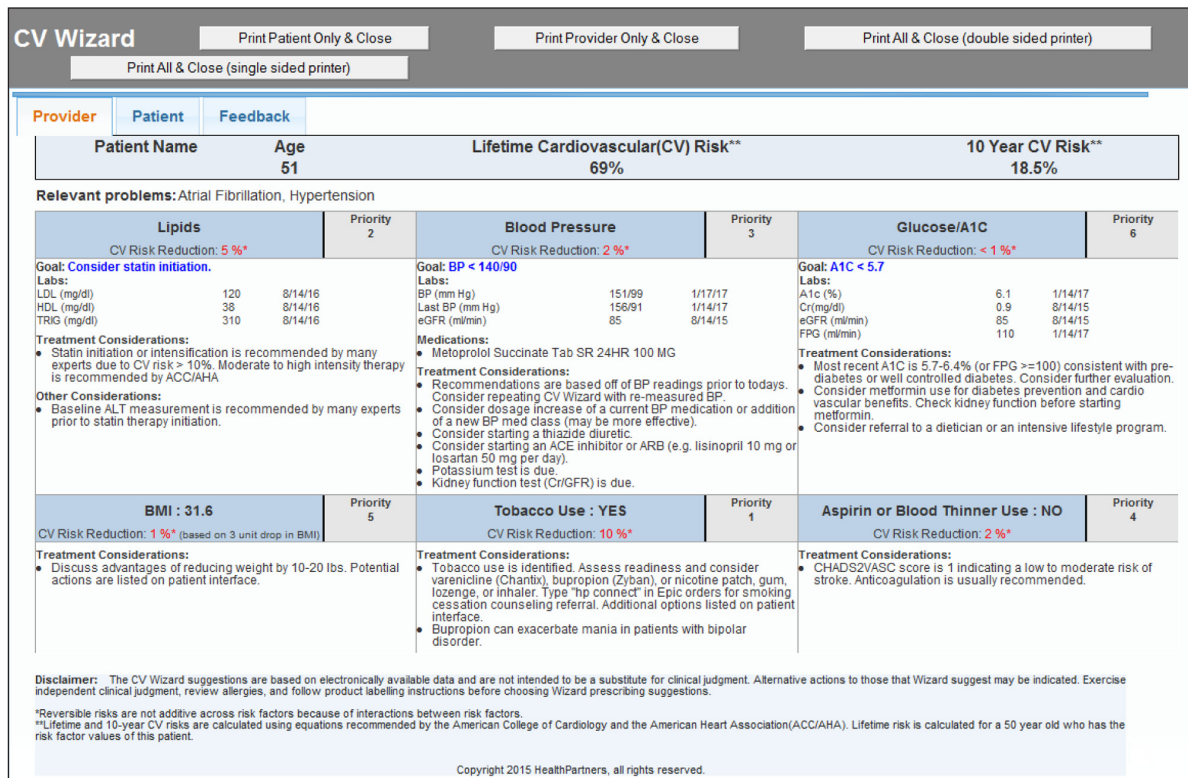 CV Wizard
Print Patient Only & Close
Print Provider Only & Close
Print All & Close (double sided printer)
Print All & Close (single sided printer)
Provider
Patient
Feedback
Patient Name Age Lifetime Cardiovascular(CV) Risk** 10 Year CV Risk**
51 69% 18.5%
Relevant problems: Atrial Fibrillation, Hypertension
Lipids
CV Risk Reduction: 5 %*
Priority
2
Goal: Consider statin initiation.
Labs:
LDL (mg/dl) 120 8/14/16
HDL (mg/dl) 38 8/14/16
TRIG (mg/dl) 310 8/14/16
Treatment Considerations:
• Statin initiation or intensification is recommended by many
experts due to CV risk > 10%. Moderate to high intensity therapy
is recommended by ACC/AHA
Other Considerations:
• Baseline ALT measurement is recommended by many experts
prior to statin therapy initiation.
Blood Pressure
CV Risk Reduction: 2 %*
Priority
3
Goal: BP < 140/90
Labs:
BP (mm Hg) 151/99 1/17/17
Last BP (mm Hg) 156/91 1/14/17
eGFR (ml/min) 85 8/14/15
Medications:
• Metoprolol Succinate Tab SR 24HR 100 MG
Treatment Considerations:
• Recommendations are based off of BP readings prior to todays.
Consider repeating CV Wizard with re-measured BP.
• Consider dosage increase of a current BP medication or addition
of a new BP med class (may be more effective).
• Consider starting a thiazide diuretic.
• Consider starting an ACE inhibitor or ARB (e.g. lisinopril 10 mg or
losartan 50 mg per day).
• Potassium test is due.
• Kidney function test (Cr/GFR) is due.
Glucose/A1C
CV Risk Reduction: < 1 %*
Priority
6
Goal: A1C < 5.7
Labs:
A1c (%) 6.1 1/14/17
Cr(mg/dl) 0.9 8/14/15
eGFR (ml/min) 85 8/14/15
FPG (ml/min) 110 1/14/17
Treatment Considerations:
• Most recent A1C is 5.7-6.4% (or FPG >=100) consistent with pre-
diabetes or well controlled diabetes. Consider further evaluation.
• Consider metformin use for diabetes prevention and cardio
vascular benefits. Check kidney function before starting
metformin.
• Consider referral to a dietician or an intensive lifestyle program.
BMI : 31.6
CV Risk Reduction: 1 %* (based on 3 unit drop in BMI)
Priority
5
Treatment Considerations:
• Discuss advantages of reducing weight by 10-20 lbs. Potential
actions are listed on patient interface.
Tobacco Use : YES
CV Risk Reduction: 10 %*
Priority
1
Treatment Considerations:
• Tobacco use is identified. Assess readiness and consider
varenicline (Chantix), bupropion (Zyban), or nicotine patch, gum,
lozenge, or inhaler. Type "hp connect" in Epic orders for smoking
cessation counseling referral. Additional options listed on patient
interface.
• Bupropion can exacerbate mania in patients with bipolar
disorder.
Aspirin or Blood Thinner Use : NO
CV Risk Reduction: 2 %*
Priority
4
Treatment Considerations:
• CHADS2VASC score is 1 indicating a low to moderate risk of
stroke. Anticoagulation is usually recommended.
Disclaimer: The CV Wizard suggestions are based on electronically available data and are not intended to be a substitute for clinical judgment. Alternative actions to those that Wizard suggest may be indicated. Exercise
independent clinical judgment, review allergies, and follow product labelling instructions before choosing Wizard prescribing suggestions.
*Reversible risks are not additive across risk factors because of interactions between risk factors.
**Lifetime and 10-year CV risks are calculated using equations recommended by the American College of Cardiology and the American Heart Association(ACC/AHA). Lifetime risk is calculated for a 50 year old who has the
risk factor values of this patient.
Copyright 2015 HealthPartners, all rights reserved.